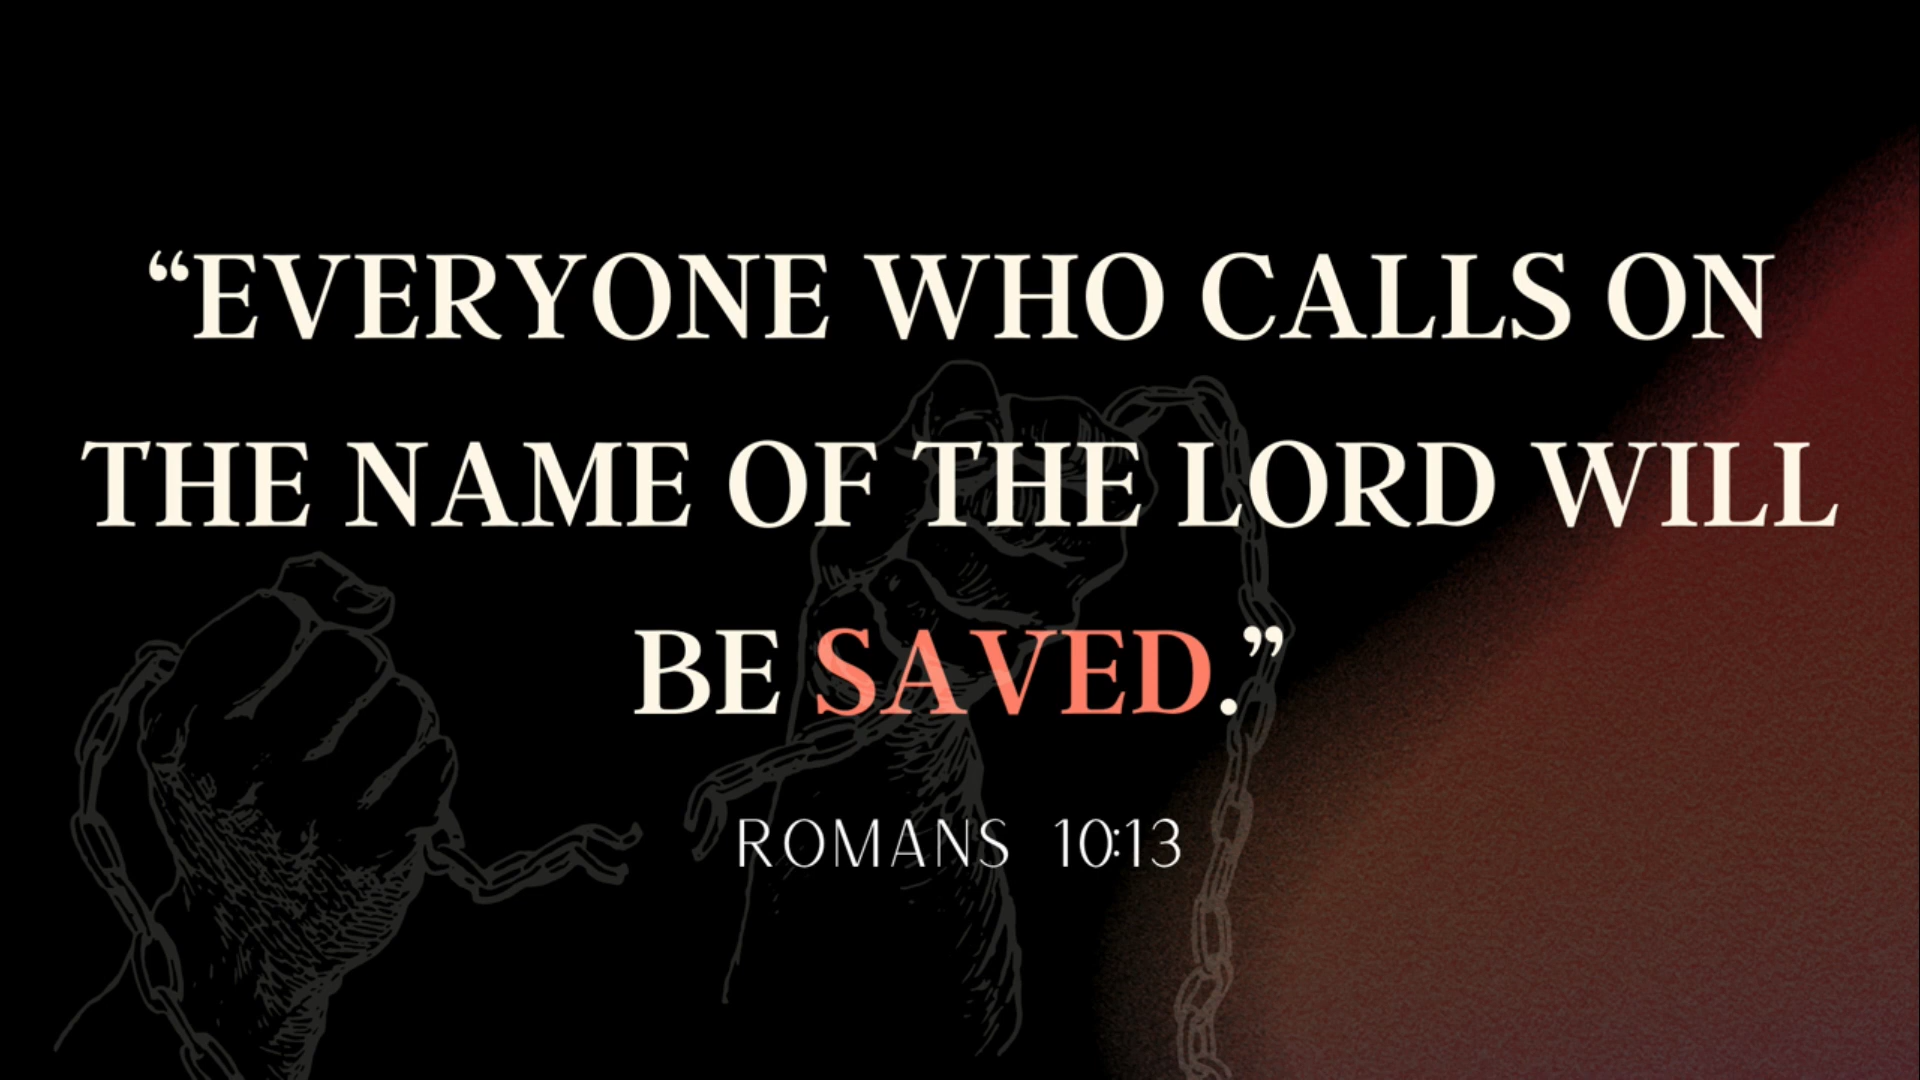 “EVERYONE WHO CALLS ON
THE NAME OF THE LORD WILL
BE SAVED.”
ROMANS 10:13